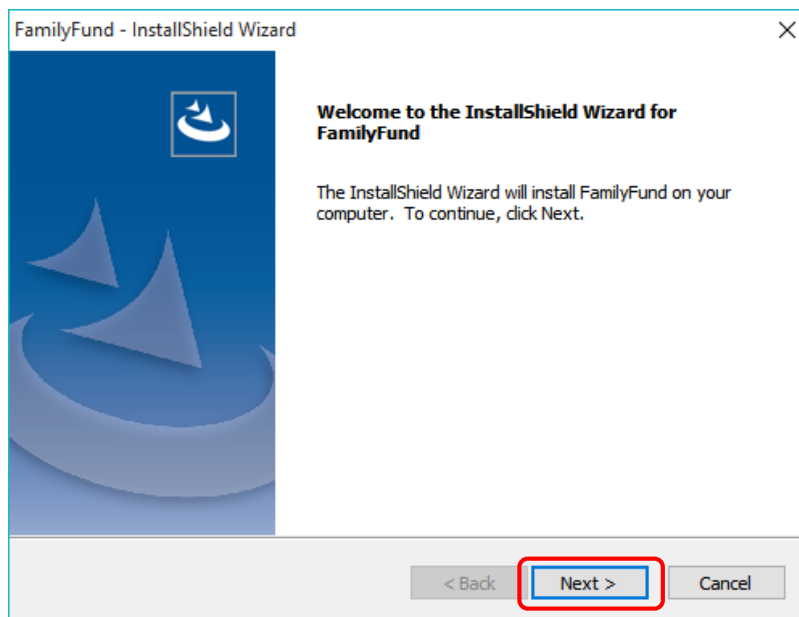 FamilyFund - InstallShield Wizard
Welcome to the InstallShield Wizard for
FamilyFund
The InstallShield Wizard will install FamilyFund on your
computer. To continue, click Next.
< Back
Next >
Cancel